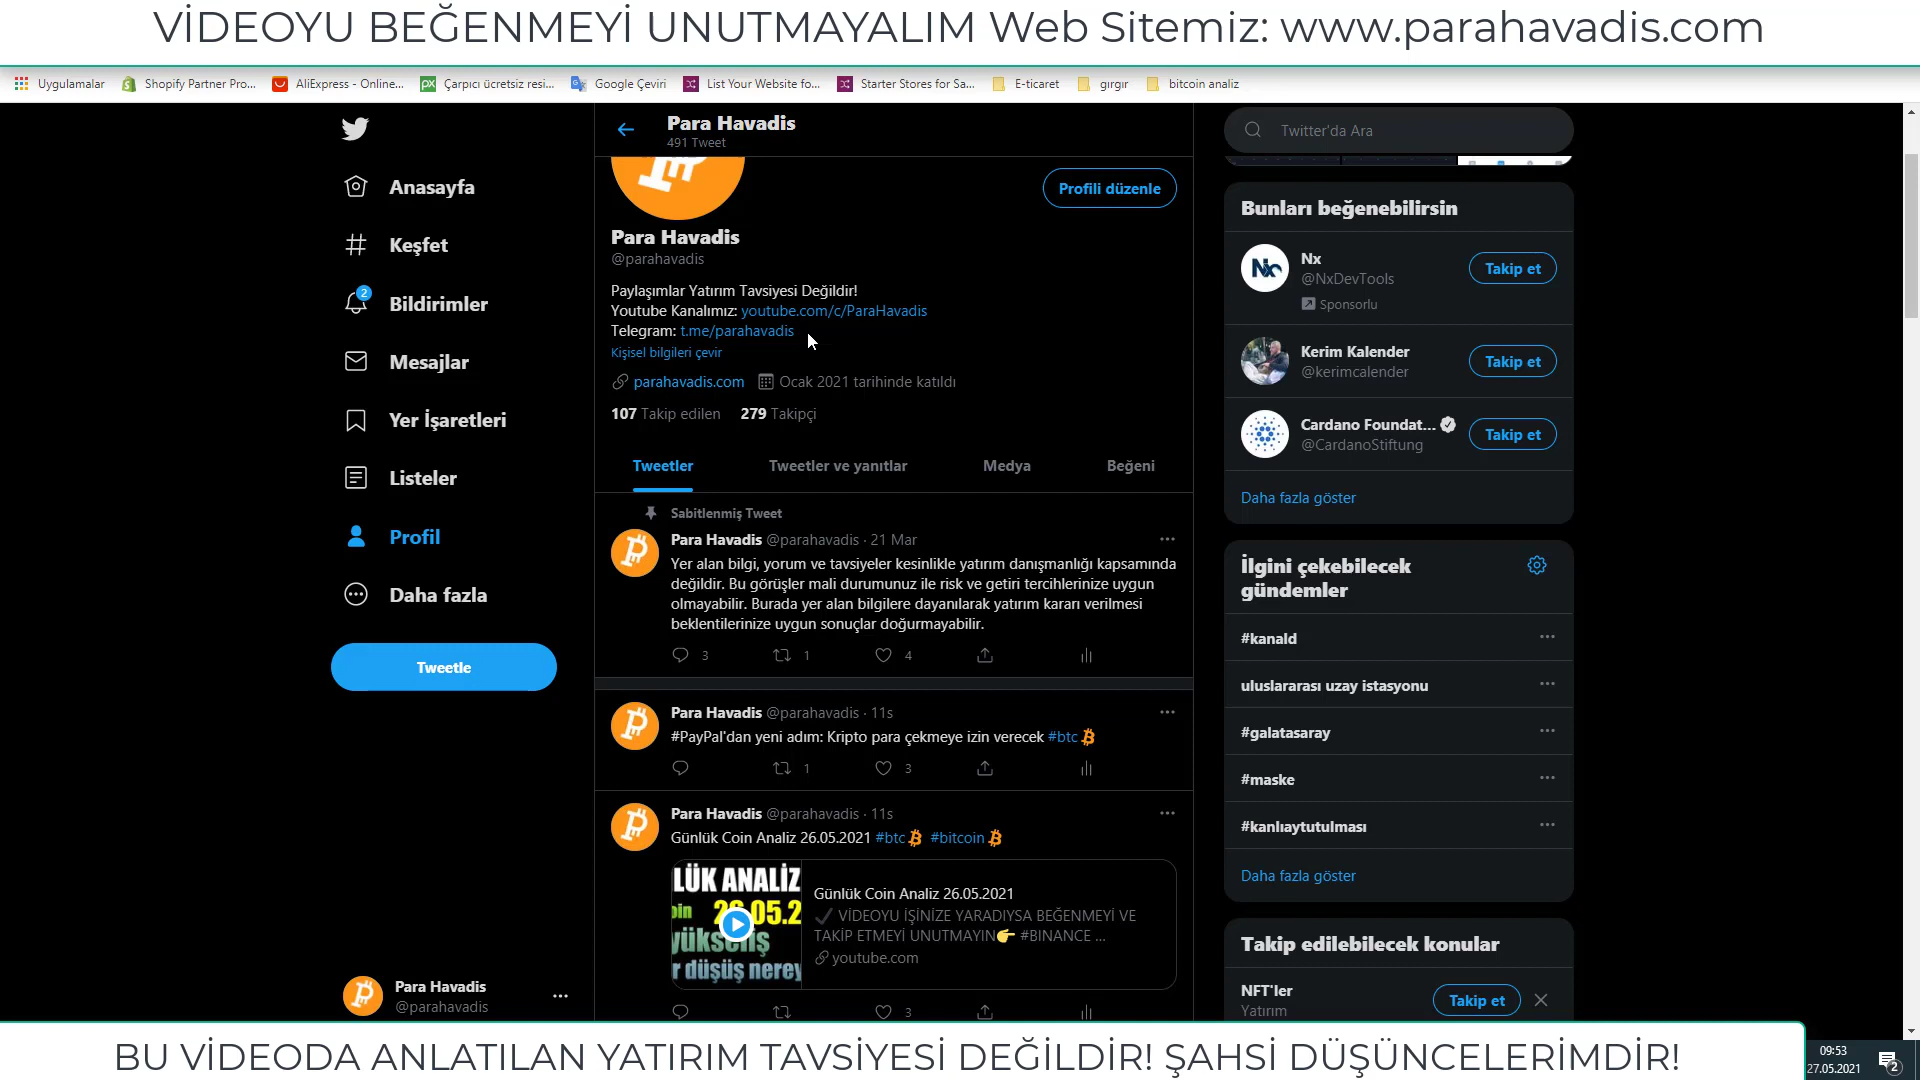 VİDEOYU BEĞENMEYİ UNUTMAYALIM Web Sitemiz: www.parahavadis.com
Uygulamalar
Shopify Partner Pro...
AliExpress - Online...
px
Çarpıcı ücretsiz resi...
Google Çeviri
List Your Website fo...
Starter Stores for Sa...
E-ticaret
gırgır
bitcoin analiz
Anasayfa
Keşfet
2
Bildirimler
Mesajlar
Yer İşaretleri
Listeler
Profil
Daha fazla
Tweetle
Para Havadis
@parahavadis
Para Havadis
491 Tweet
Profili düzenle
Para Havadis
@parahavadis
Paylaşımlar Yatırım Tavsiyesi Değildir!
Youtube Kanalımız: youtube.com/c/ParaHavadis
Telegram: t.me/parahavadis
Kişisel bilgileri çevir
parahavadis.com Ocak 2021 tarihinde katıldı
107 Takip edilen 279 Takipçi
Tweetler
Tweetler ve yanıtlar
Medya
Beğeni
Sabitlenmiş Tweet
Para Havadis @parahavadis · 21 Mar
Yer alan bilgi, yorum ve tavsiyeler kesinlikle yatırım danışmanlığı kapsamında
değildir. Bu görüşler mali durumunuz ile risk ve getiri tercihlerinize uygun
olmayabilir. Burada yer alan bilgilere dayanılarak yatırım kararı verilmesi
beklentilerinize uygun sonuçlar doğurmayabilir.
3 1 4
Para Havadis @parahavadis · 11s
#PayPal'dan yeni adım: Kripto para çekmeye izin verecek #btc
1 3
Para Havadis @parahavadis · 11s
Günlük Coin Analiz 26.05.2021 #btc #bitcoin
LÜK ANALİZ
oin 26.05.2
yükseliş
r düşüş nerey
Günlük Coin Analiz 26.05.2021
✔ VİDEOYU İŞİNİZE YARADIYSA BEĞENMEYİ VE
TAKİP ETMEYİ UNUTMAYIN👉 #BINANCE ...
youtube.com
3
Twitter'da Ara
Bunları beğenebilirsin
Nx
@NxDevTools
Sponsorlu
Takip et
Kerim Kalender
@kerimcalender
Takip et
Cardano Foundat...
@CardanoStiftung
Takip et
Daha fazla göster
İlgini çekebilecek
gündemler
#kanald
uluslararası uzay istasyonu
#galatasaray
#maske
#kanlıaytutulması
Daha fazla göster
Takip edilebilecek konular
NFT'ler
Yatırım
Takip et
BU VİDEODA ANLATILAN YATIRIM TAVSİYESİ DEĞİLDİR! ŞAHSİ DÜŞÜNCELERİMDİR!
09:53
27.05.2021
2